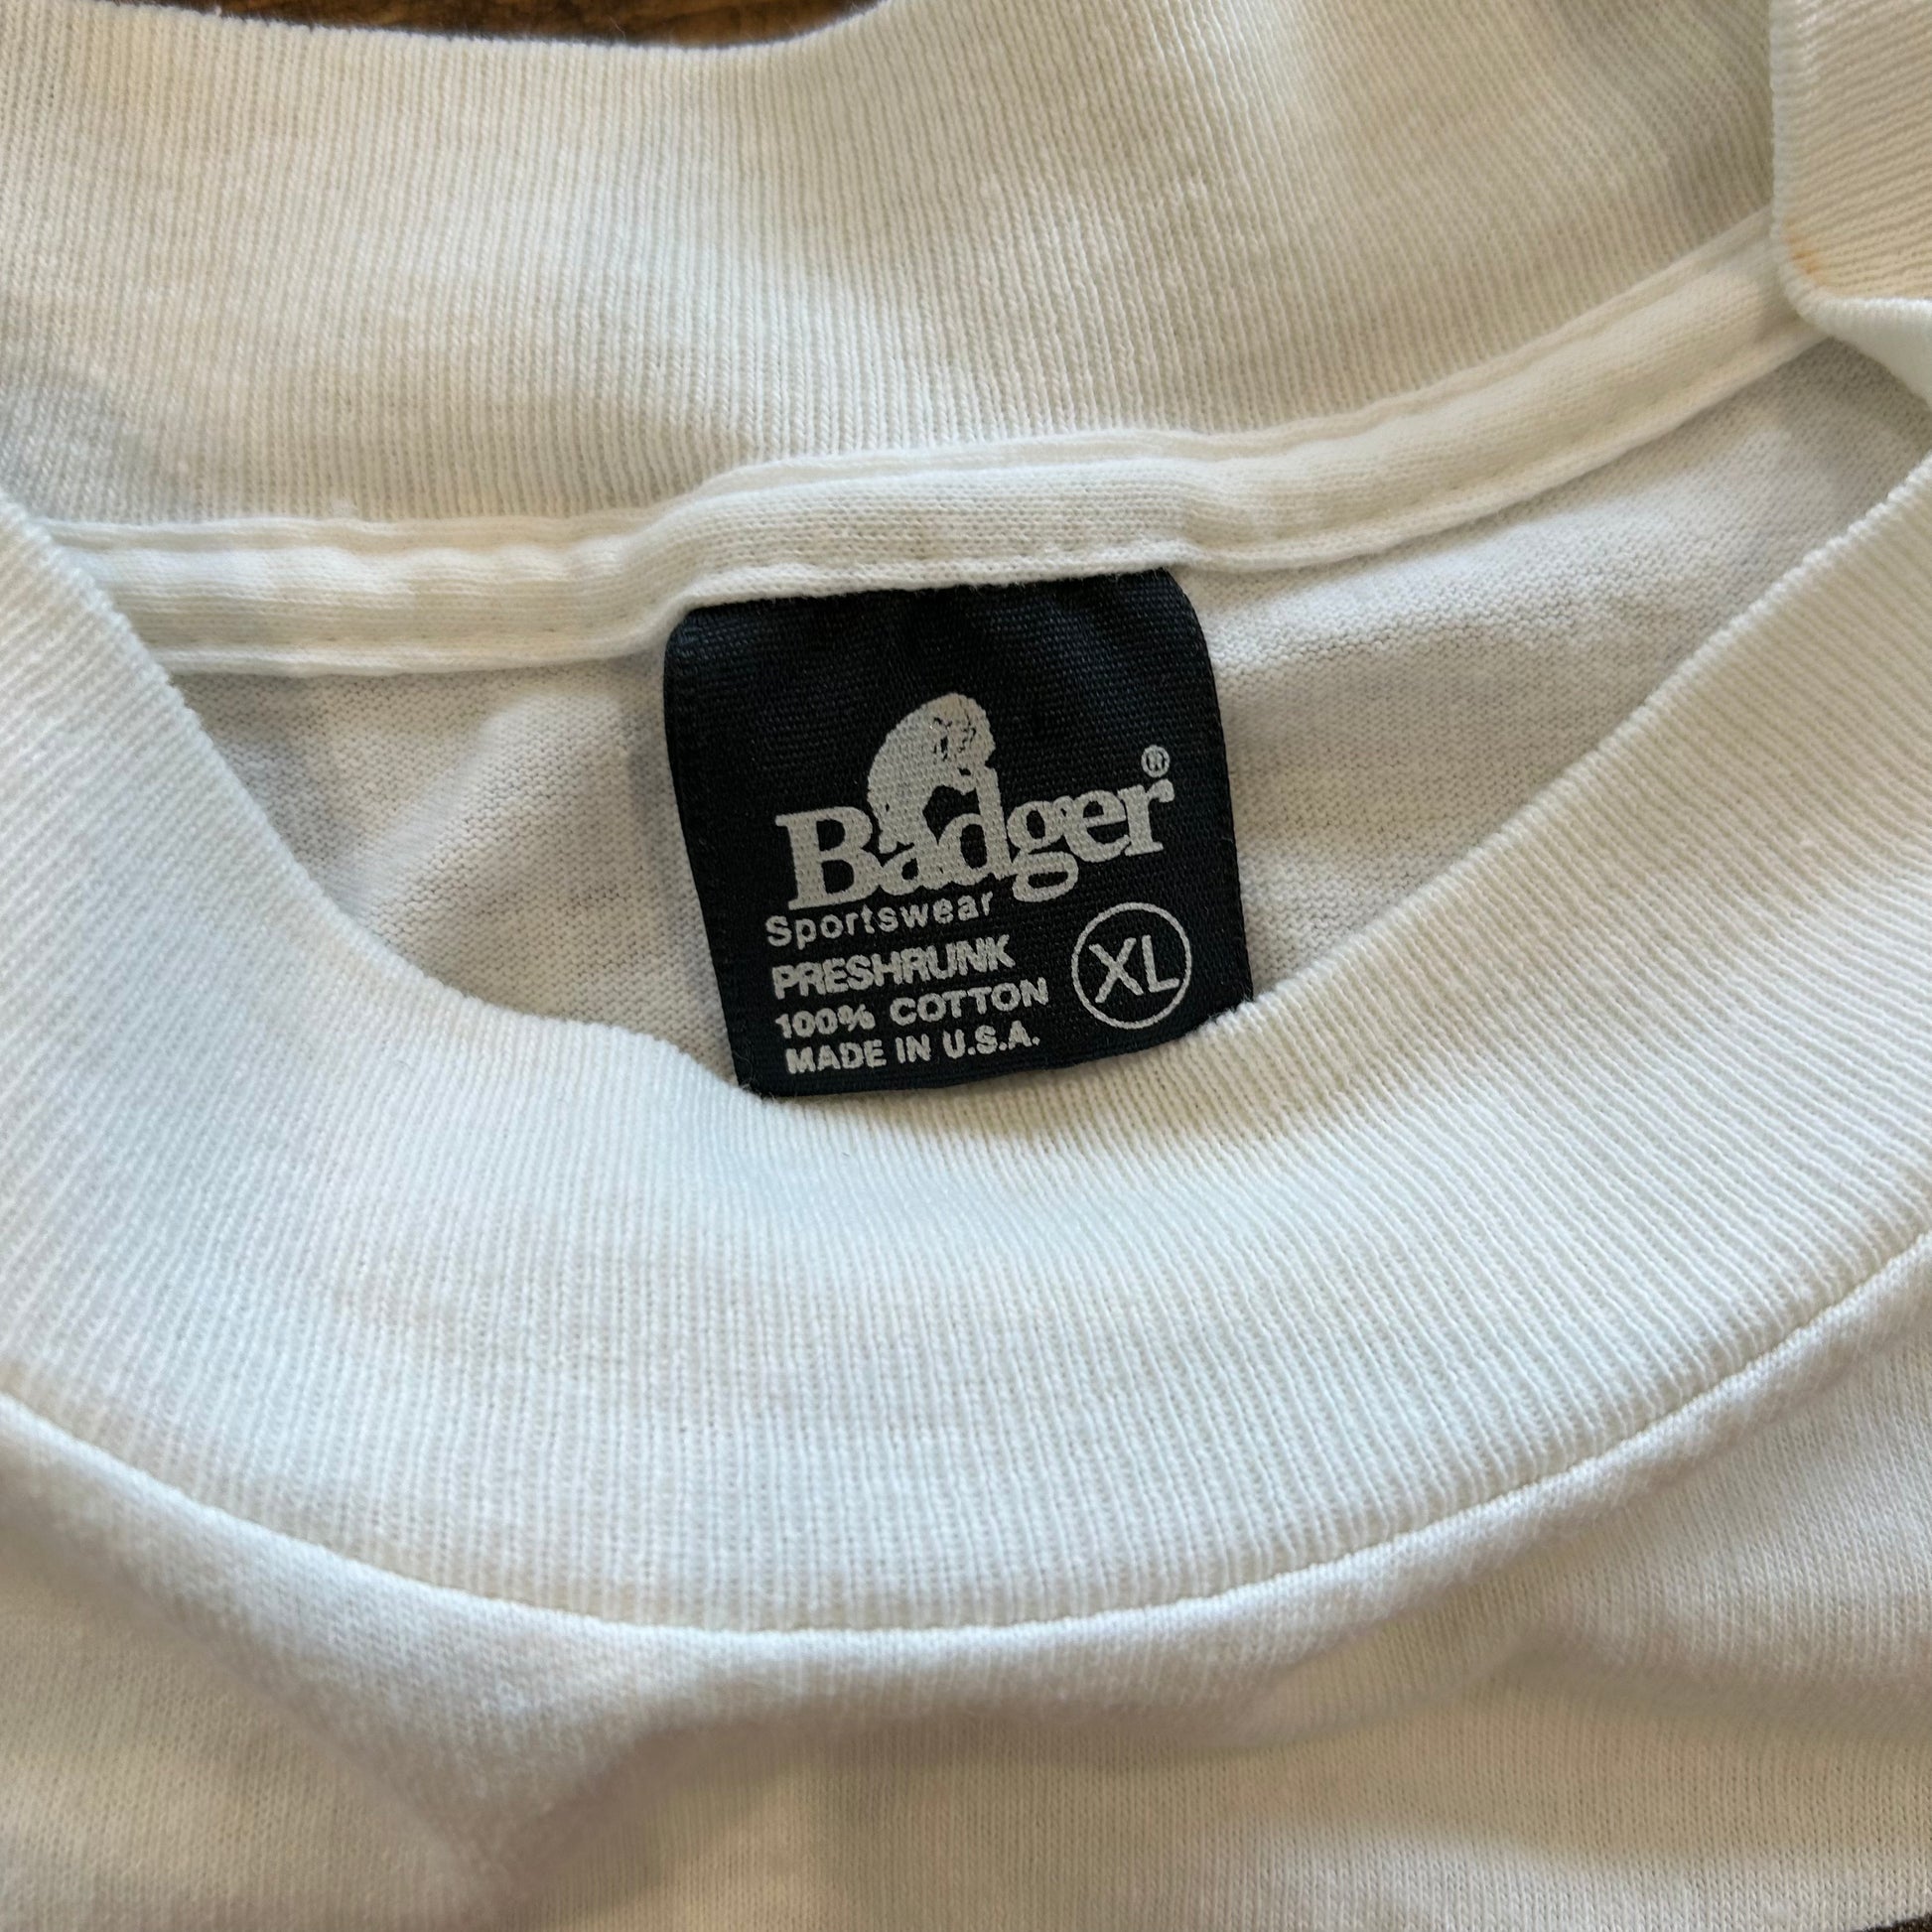 Badger®
Sportswear
PRESHRUNK
100% COTTON
MADE IN U.S.A.
XL